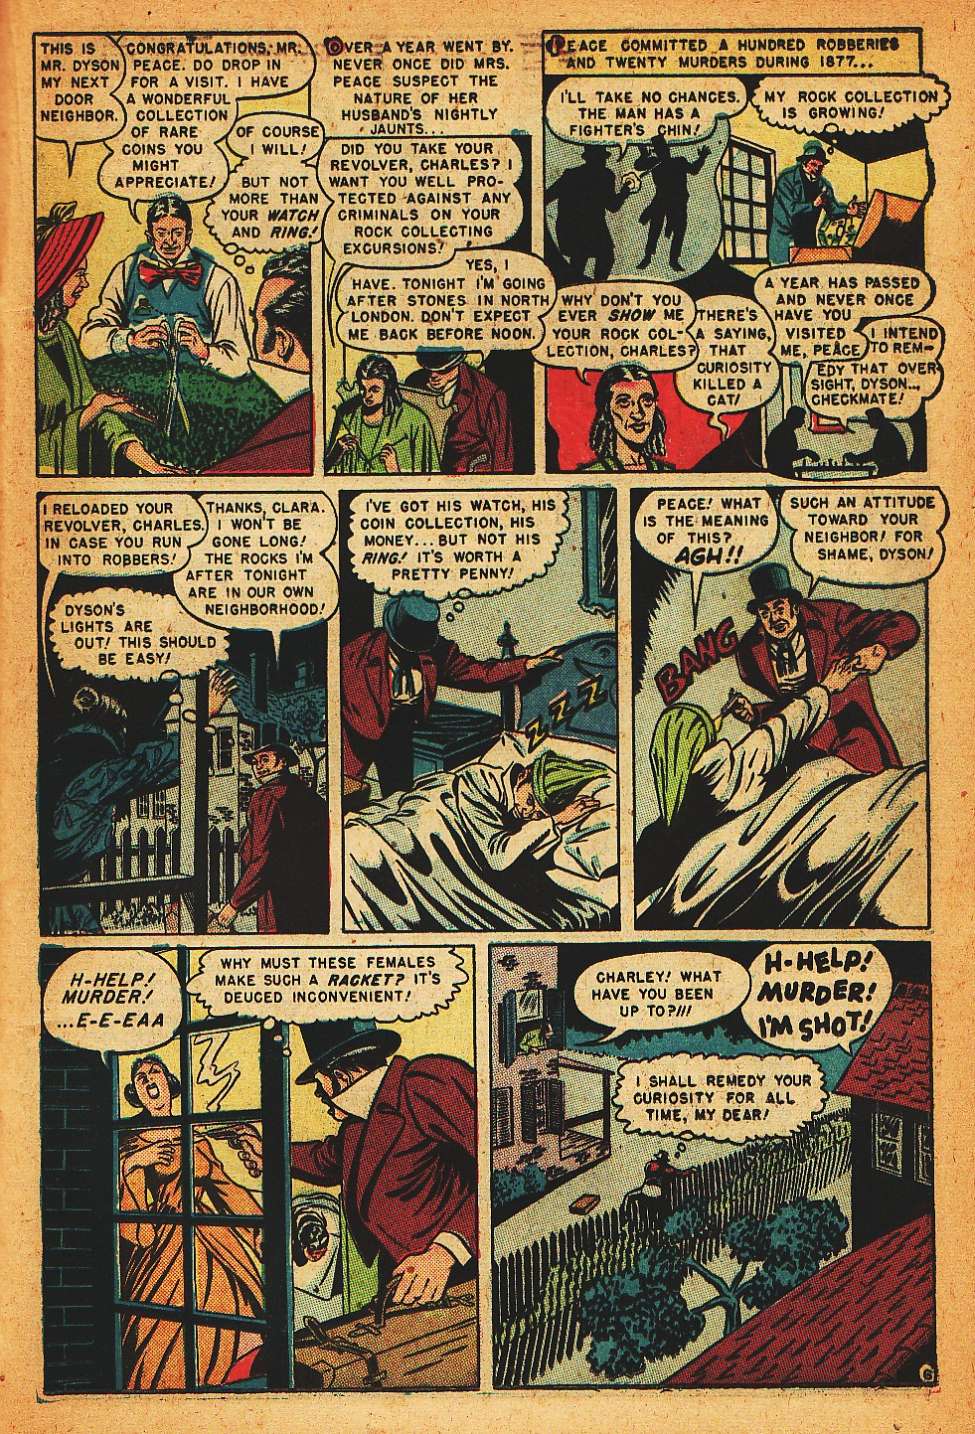 THIS IS
MR. DYSON
MY NEXT
DOOR
NEIGHBOR.
CONGRATULATIONS, MR.
PEACE. DO DROP IN
FOR A VISIT. I HAVE
A WONDERFUL
COLLECTION
OF RARE
COINS YOU
MIGHT
APPRECIATE!
OF COURSE
I WILL!
BUT NOT
MORE THAN
YOUR WATCH
AND RING!
OVER A YEAR WENT BY.
NEVER ONCE DID MRS.
PEACE SUSPECT THE
NATURE OF HER
HUSBAND'S NIGHTLY
JAUNTS...
DID YOU TAKE YOUR
REVOLVER, CHARLES? I
WANT YOU WELL PRO-
TECTED AGAINST ANY
CRIMINALS ON YOUR
ROCK COLLECTING
EXCURSIONS?
YES, I
HAVE. TONIGHT I'M GOING
AFTER STONES IN NORTH
LONDON. DON'T EXPECT
ME BACK BEFORE NOON.
PEACE COMMITTED A HUNDRED ROBBERIES
AND TWENTY MURDERS DURING 1877...
I'LL TAKE NO CHANCES.
THE MAN HAS A
FIGHTER'S CHIN!
MY ROCK COLLECTION
IS GROWING!
WHY DON'T YOU
EVER SHOW ME
YOUR ROCK COL-
LECTION, CHARLES?
THERE'S
A SAYING,
THAT
CURIOSITY
KILLED A
CAT!
A YEAR HAS PASSED
AND NEVER ONCE
HAVE YOU
VISITED
ME, PEACE
I INTEND
TO REM-
EDY THAT OVER
SIGHT, DYSON...
CHECKMATE!
I RELOADED YOUR
REVOLVER, CHARLES.
IN CASE YOU RUN
INTO ROBBERS!
THANKS, CLARA.
I WON'T BE
GONE LONG!
THE ROCKS I'M
AFTER TONIGHT
ARE IN OUR OWN
NEIGHBORHOOD!
DYSON'S
LIGHTS ARE
OUT! THIS SHOULD
BE EASY!
I'VE GOT HIS WATCH, HIS
COIN COLLECTION, HIS
MONEY... BUT NOT HIS
RING! IT'S WORTH A
PRETTY PENNY!
ZZZZ
PEACE! WHAT
IS THE MEANING
OF THIS?
AGH!!
SUCH AN ATTITUDE
TOWARD YOUR
NEIGHBOR! FOR
SHAME, DYSON!
BANG
H-HELP!
MURDER!
...E-E-EAA
WHY MUST THESE FEMALES
MAKE SUCH A RACKET? IT'S
DEUCED INCONVENIENT!
CHARLEY! WHAT
HAVE YOU BEEN
UP TO?!!!
H-HELP!
MURDER!
I'M SHOT!
I SHALL REMEDY YOUR
CURIOSITY FOR ALL
TIME, MY DEAR!
6